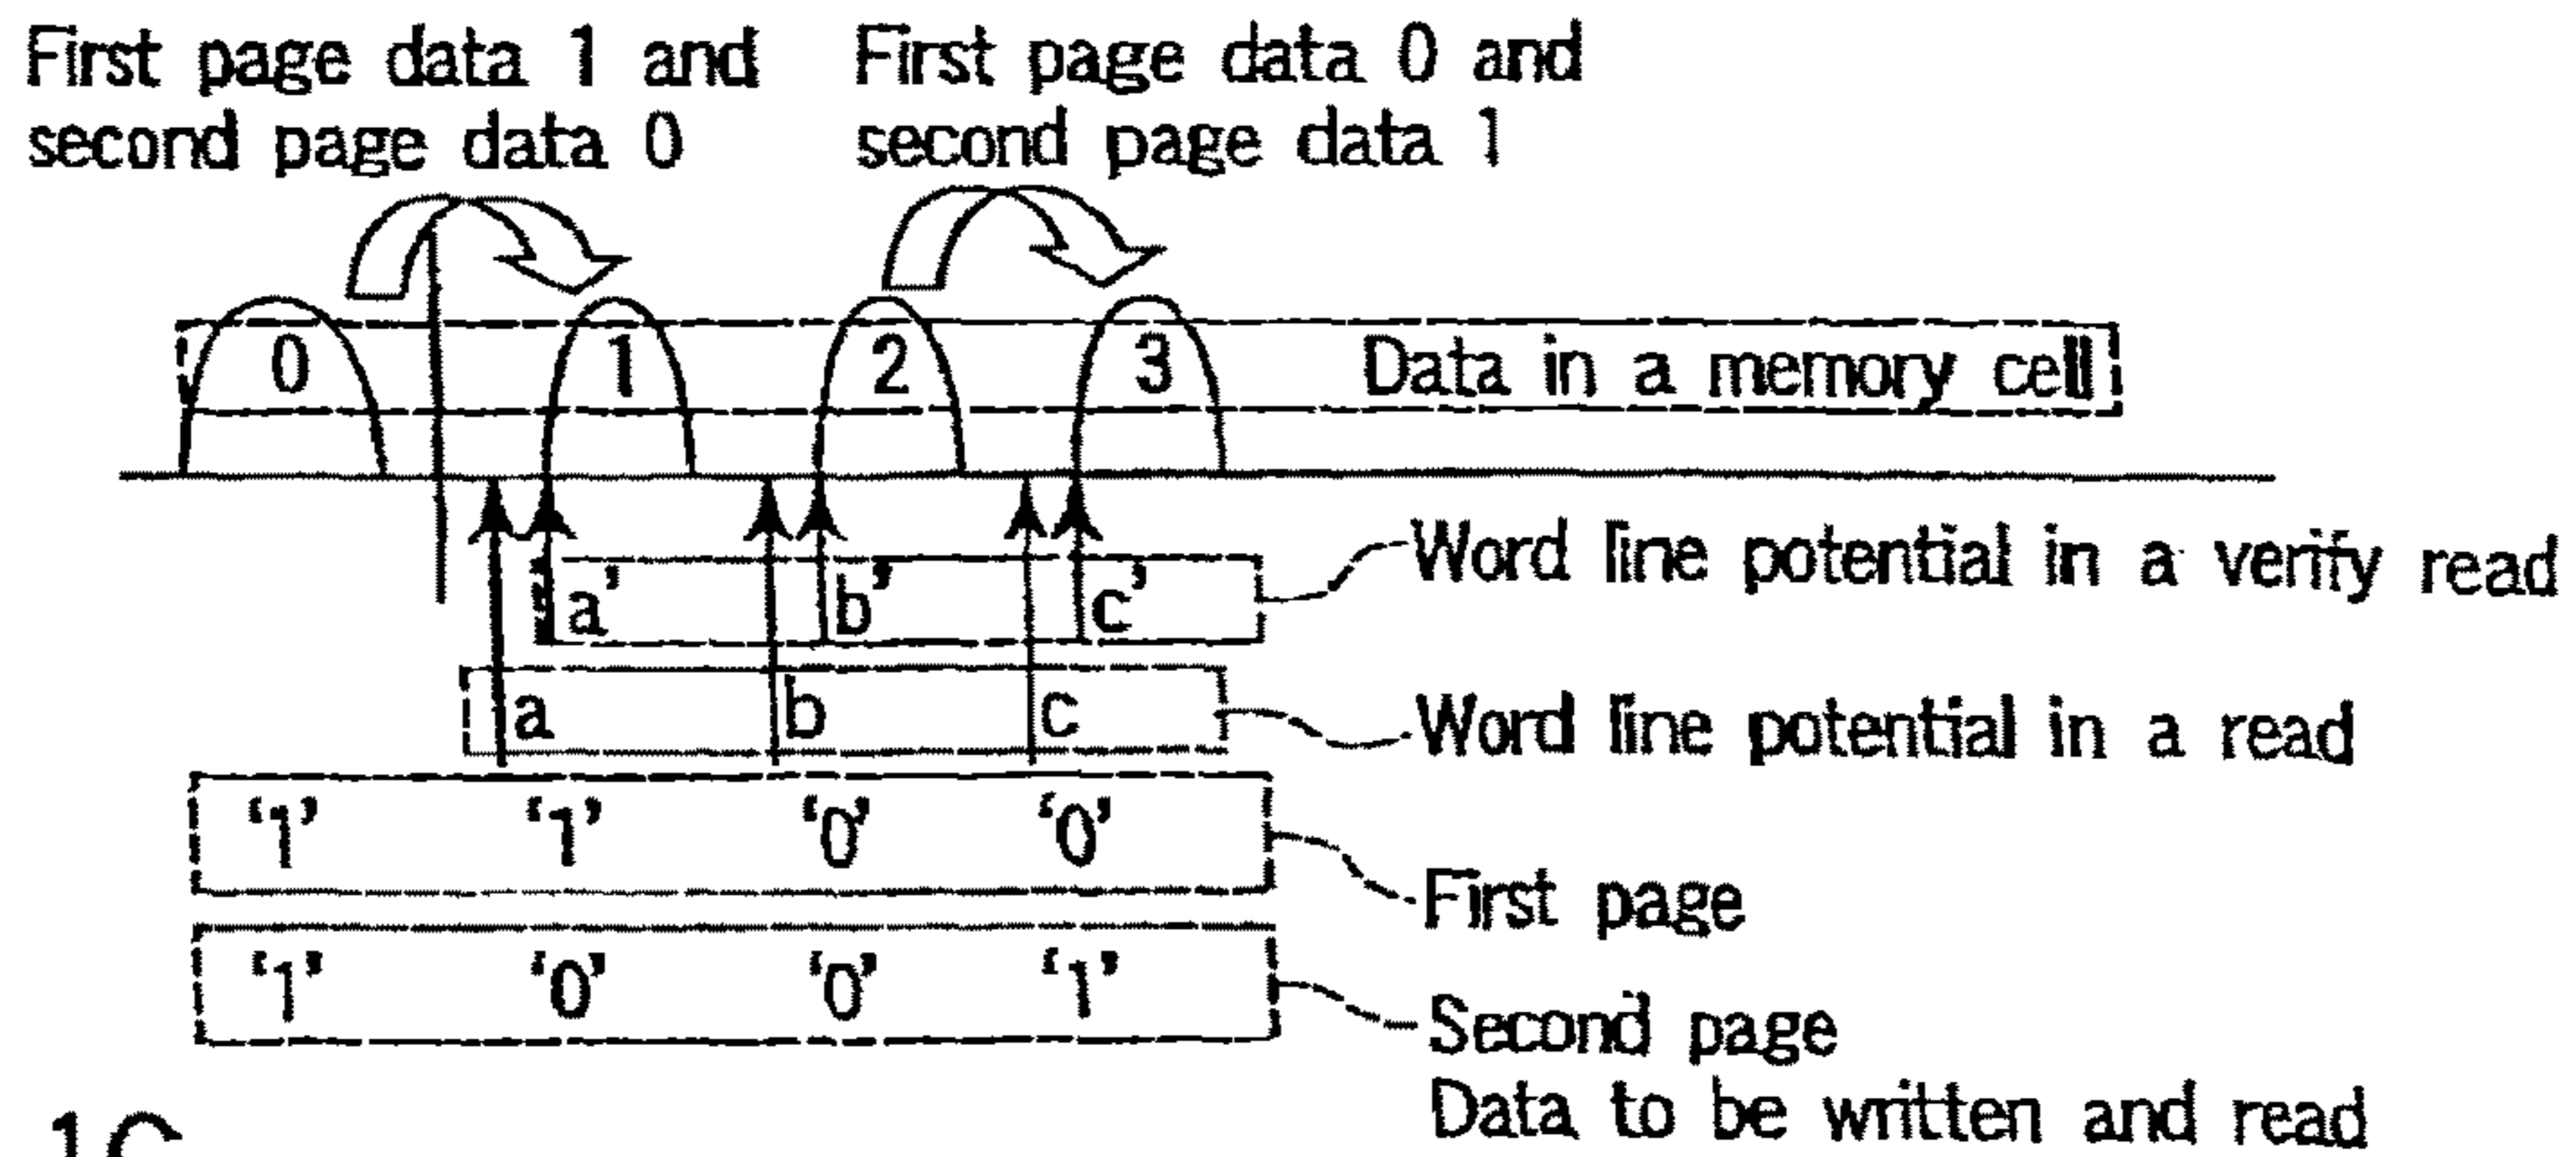 First page data 1 and
second page data 0
First page data 0 and
second page data 1
0 1 2 3 Data in a memory cell
a' b' c' Word line potential in a verify read
a b c Word line potential in a read
‘1’ ‘1’ ‘0’ ‘0’
First page
‘1’ ‘0’ ‘0’ ‘1’
Second page
Data to be written and read
1C